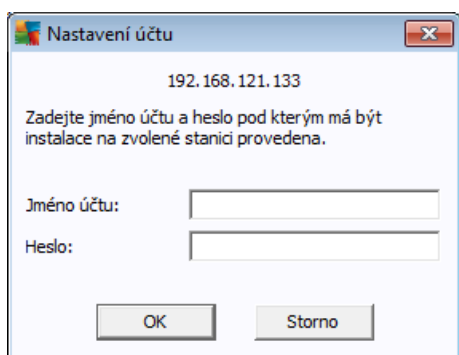 Nastavení účtu
192.168.121.133
Zadejte jméno účtu a heslo pod kterým má být
instalace na zvolené stanici provedena.
Jméno účtu:
Heslo:
OK Storno